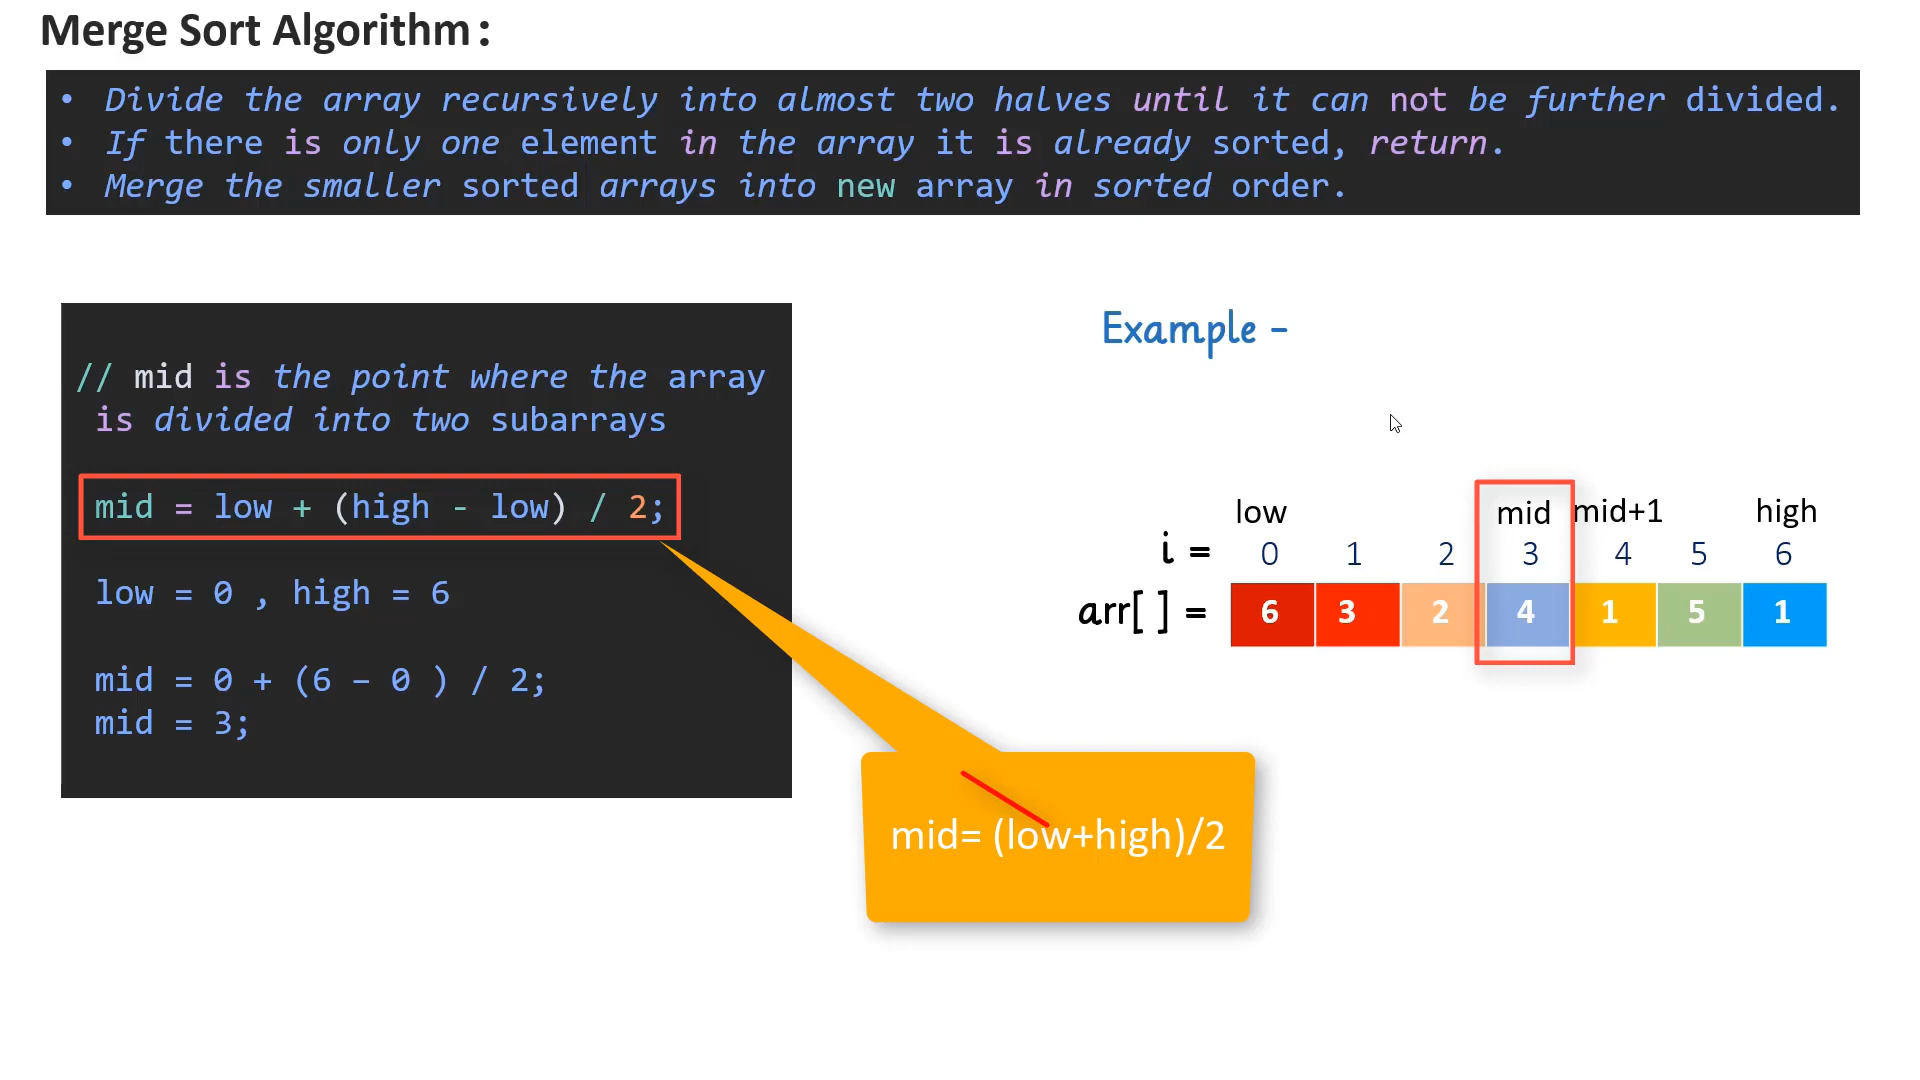 Merge Sort Algorithm:
• Divide the array recursively into almost two halves until it can not be further divided.
• If there is only one element in the array it is already sorted, return.
• Merge the smaller sorted arrays into new array in sorted order.
// mid is the point where the array
is divided into two subarrays
mid = low + (high - low) / 2;
low = 0 , high = 6
mid = 0 + (6 – 0 ) / 2;
mid = 3;
Example -
low mid mid+1 high
i = 0 1 2 3 4 5 6
arr[ ] = 6 3 2 4 1 5 1
mid= (low+high)/2